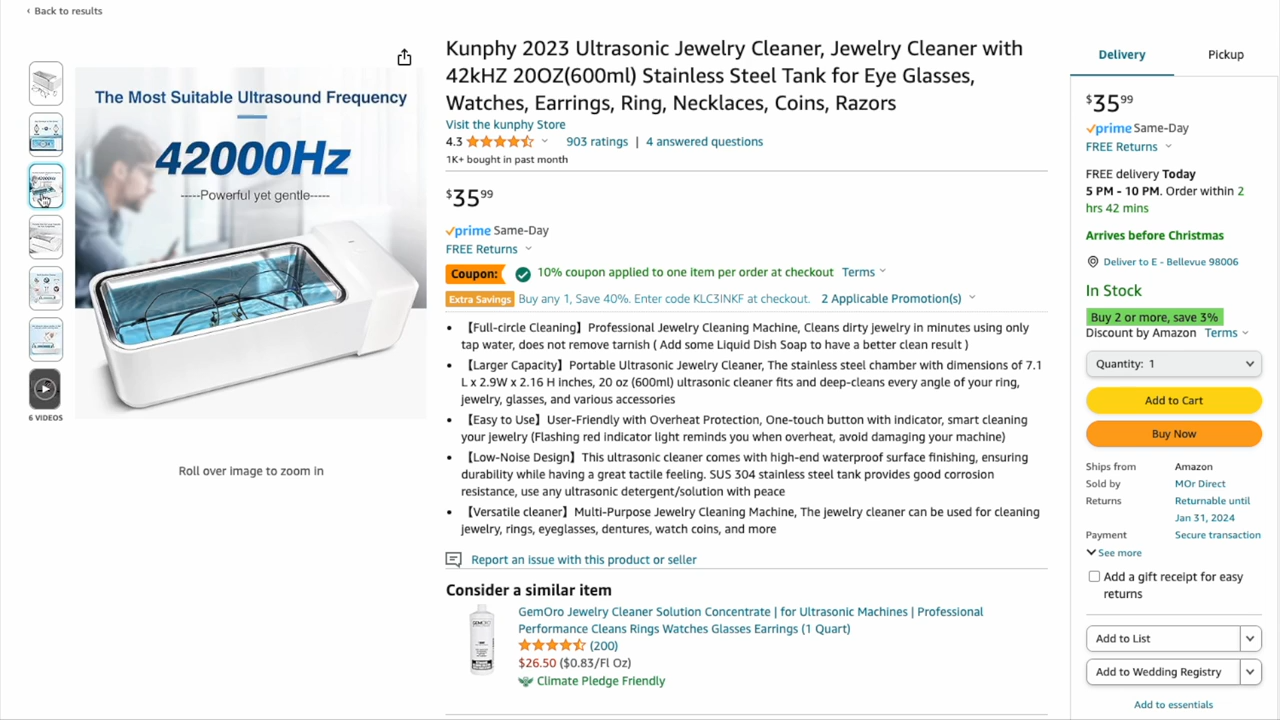 ‹ Back to results
The Most Suitable Ultrasound Frequency
42000Hz
-----Powerful yet gentle-----
6 VIDEOS
Roll over image to zoom in
Kunphy 2023 Ultrasonic Jewelry Cleaner, Jewelry Cleaner with
42kHZ 20OZ(600ml) Stainless Steel Tank for Eye Glasses,
Watches, Earrings, Ring, Necklaces, Coins, Razors
Visit the kunphy Store
4.3 903 ratings | 4 answered questions
1K+ bought in past month
$35 99
prime Same-Day
FREE Returns
Coupon: 10% coupon applied to one item per order at checkout Terms
Extra Savings Buy any 1, Save 40%. Enter code KLC3INKF at checkout. 2 Applicable Promotion(s)
• 【Full-circle Cleaning】Professional Jewelry Cleaning Machine, Cleans dirty jewelry in minutes using only
tap water, does not remove tarnish ( Add some Liquid Dish Soap to have a better clean result )
• 【Larger Capacity】Portable Ultrasonic Jewelry Cleaner, The stainless steel chamber with dimensions of 7.1
L x 2.9W x 2.16 H inches, 20 oz (600ml) ultrasonic cleaner fits and deep-cleans every angle of your ring,
jewelry, glasses, and various accessories
• 【Easy to Use】User-Friendly with Overheat Protection, One-touch button with indicator, smart cleaning
your jewelry (Flashing red indicator light reminds you when overheat, avoid damaging your machine)
• 【Low-Noise Design】This ultrasonic cleaner comes with high-end waterproof surface finishing, ensuring
durability while having a great tactile feeling. SUS 304 stainless steel tank provides good corrosion
resistance, use any ultrasonic detergent/solution with peace
• 【Versatile cleaner】Multi-Purpose Jewelry Cleaning Machine, The jewelry cleaner can be used for cleaning
jewelry, rings, eyeglasses, dentures, watch coins, and more
Report an issue with this product or seller
Consider a similar item
GemOro Jewelry Cleaner Solution Concentrate | for Ultrasonic Machines | Professional
Performance Cleans Rings Watches Glasses Earrings (1 Quart)
(200)
$26.50 ($0.83/Fl Oz)
Climate Pledge Friendly
Delivery Pickup
$35 99
prime Same-Day
FREE Returns
FREE delivery Today
5 PM - 10 PM. Order within 2
hrs 42 mins
Arrives before Christmas
Deliver to E - Bellevue 98006
In Stock
Buy 2 or more, save 3%
Discount by Amazon Terms
Quantity: 1
Add to Cart
Buy Now
Ships from Amazon
Sold by MOr Direct
Returns Returnable until
Jan 31, 2024
Payment Secure transaction
See more
Add a gift receipt for easy
returns
Add to List
Add to Wedding Registry
Add to essentials